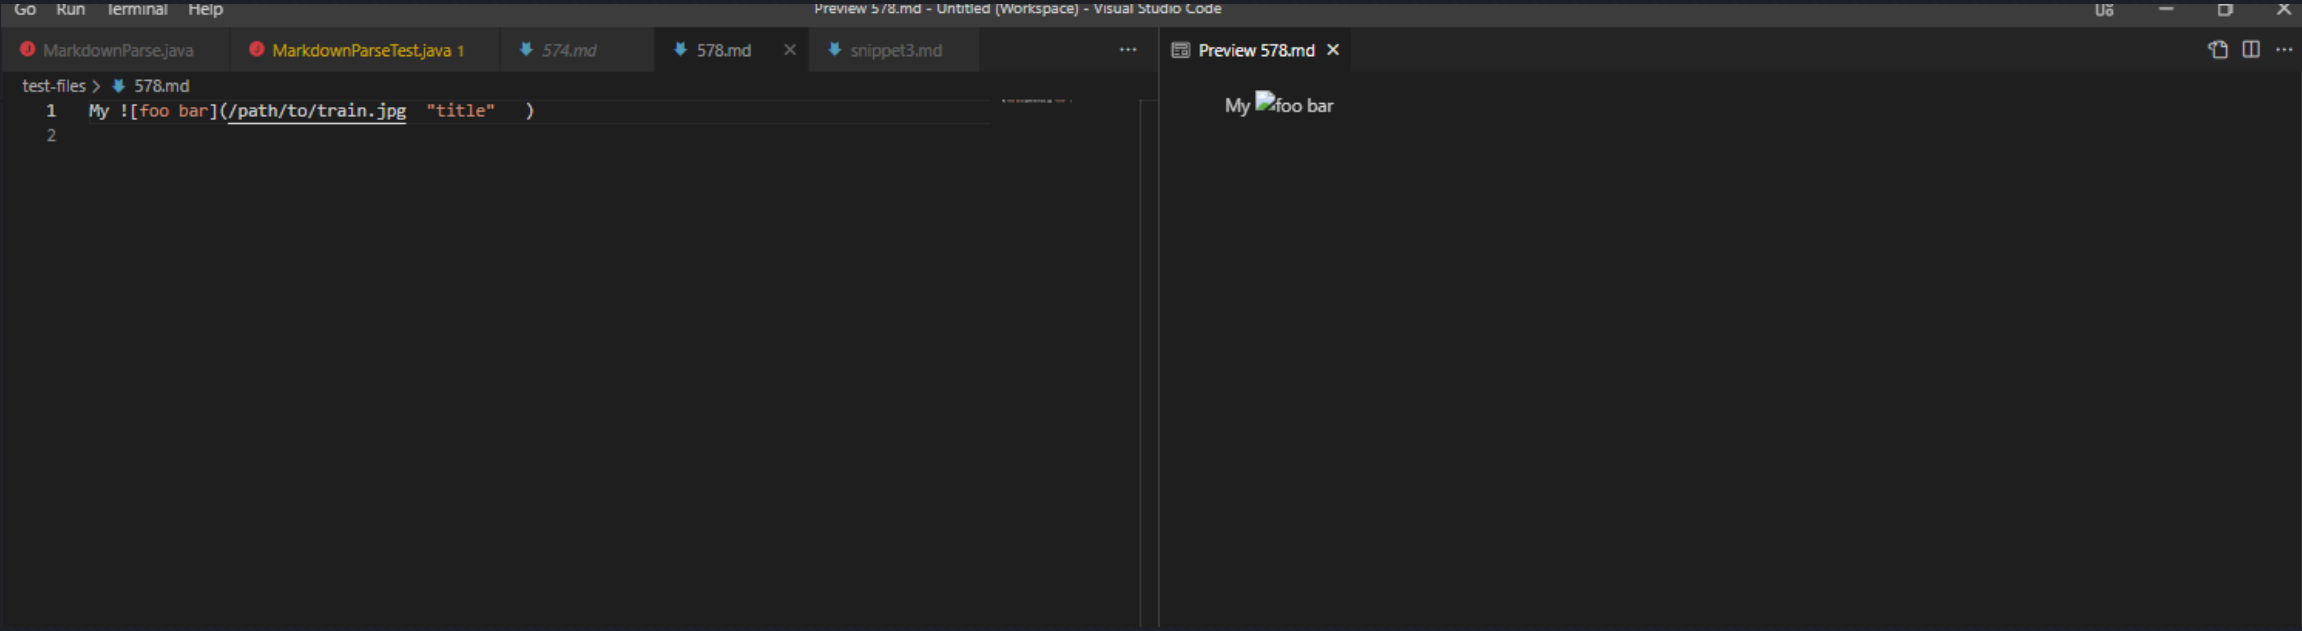 Go Run Terminal Help Preview 578.md - Untitled (Workspace) - Visual Studio Code
MarkdownParse.java MarkdownParseTest.java 1 574.md 578.md snippet3.md Preview 578.md
test-files > 578.md
1 My ![foo bar](/path/to/train.jpg  "title"   )
2
My foo bar